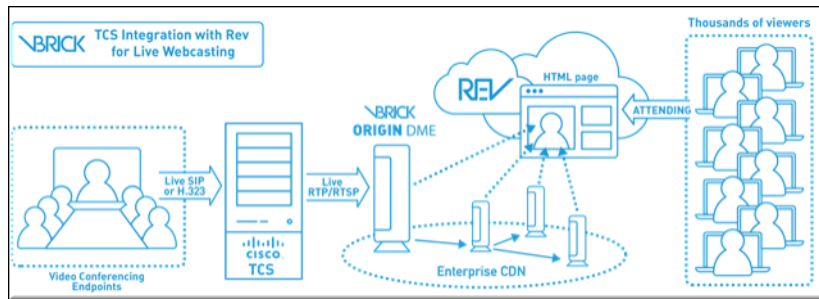 VBRICK
TCS Integration with Rev
for Live Webcasting
Thousands of viewers
HTML page
REV
ATTENDING
VBRICK
ORIGIN DME
Live SIP
or H.323
Live
RTP/RTSP
CISCO.
TCS
Enterprise CDN
Video Conferencing
Endpoints